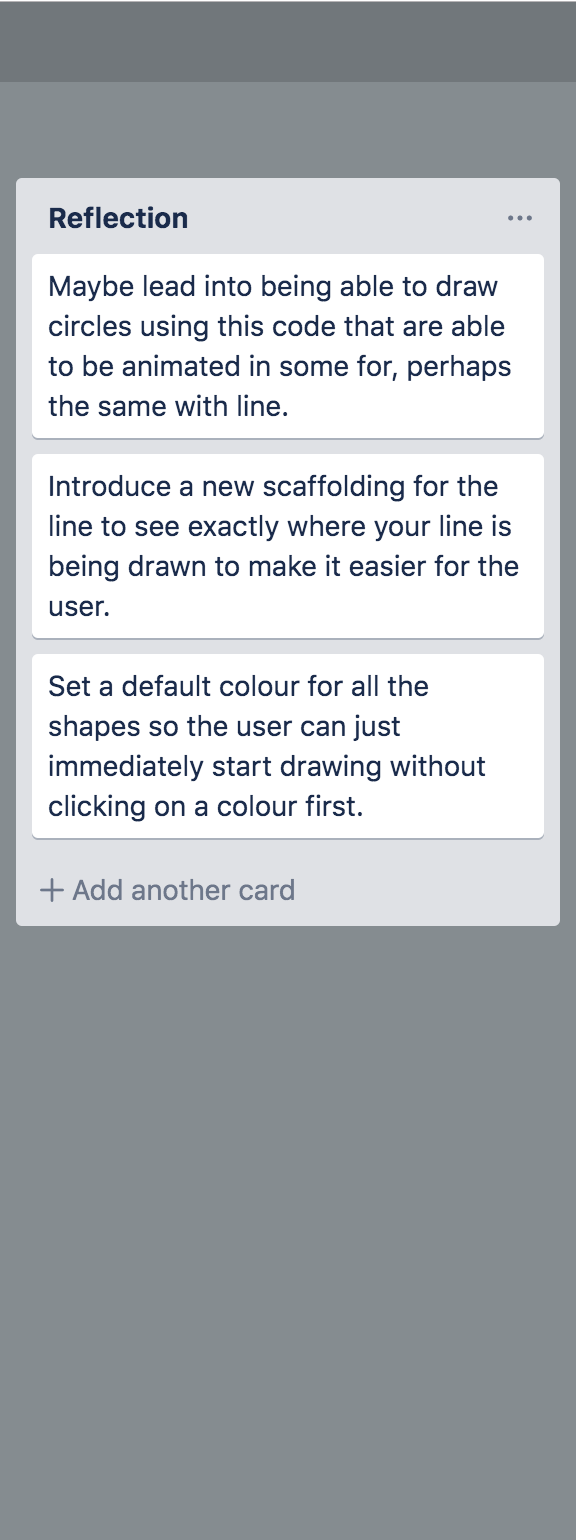 Reflection
Maybe lead into being able to draw
circles using this code that are able
to be animated in some for, perhaps
the same with line.
Introduce a new scaffolding for the
line to see exactly where your line is
being drawn to make it easier for the
user.
Set a default colour for all the
shapes so the user can just
immediately start drawing without
clicking on a colour first.
Add another card